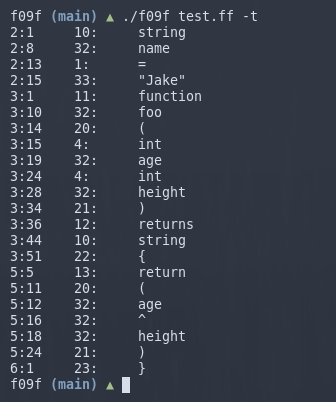 f09f (main) ▲ ./f09f test.ff -t
2:1 10: string
2:8 32: name
2:13 1: =
2:15 33: "Jake"
3:1 11: function
3:10 32: foo
3:14 20: (
3:15 4: int
3:19 32: age
3:24 4: int
3:28 32: height
3:34 21: )
3:36 12: returns
3:44 10: string
3:51 22: {
5:5 13: return
5:11 20: (
5:12 32: age
5:16 32: ^
5:18 32: height
5:24 21: )
6:1 23: }
f09f (main) ▲